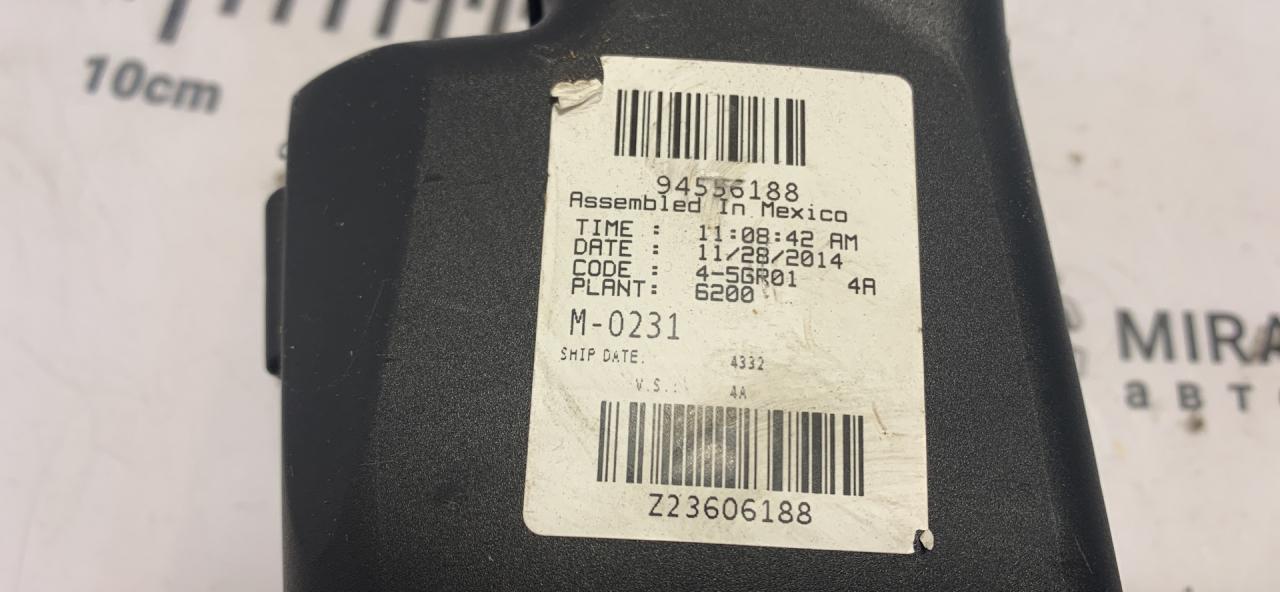 10cm
94556188
Assembled In Mexico
TIME : 11:08:42 AM
DATE : 11/28/2014
CODE : 4-5GR01 4A
PLANT: 6200
M-0231
SHIP DATE: 4332
V.S.: 4A
Z23606188
MIRA
авто